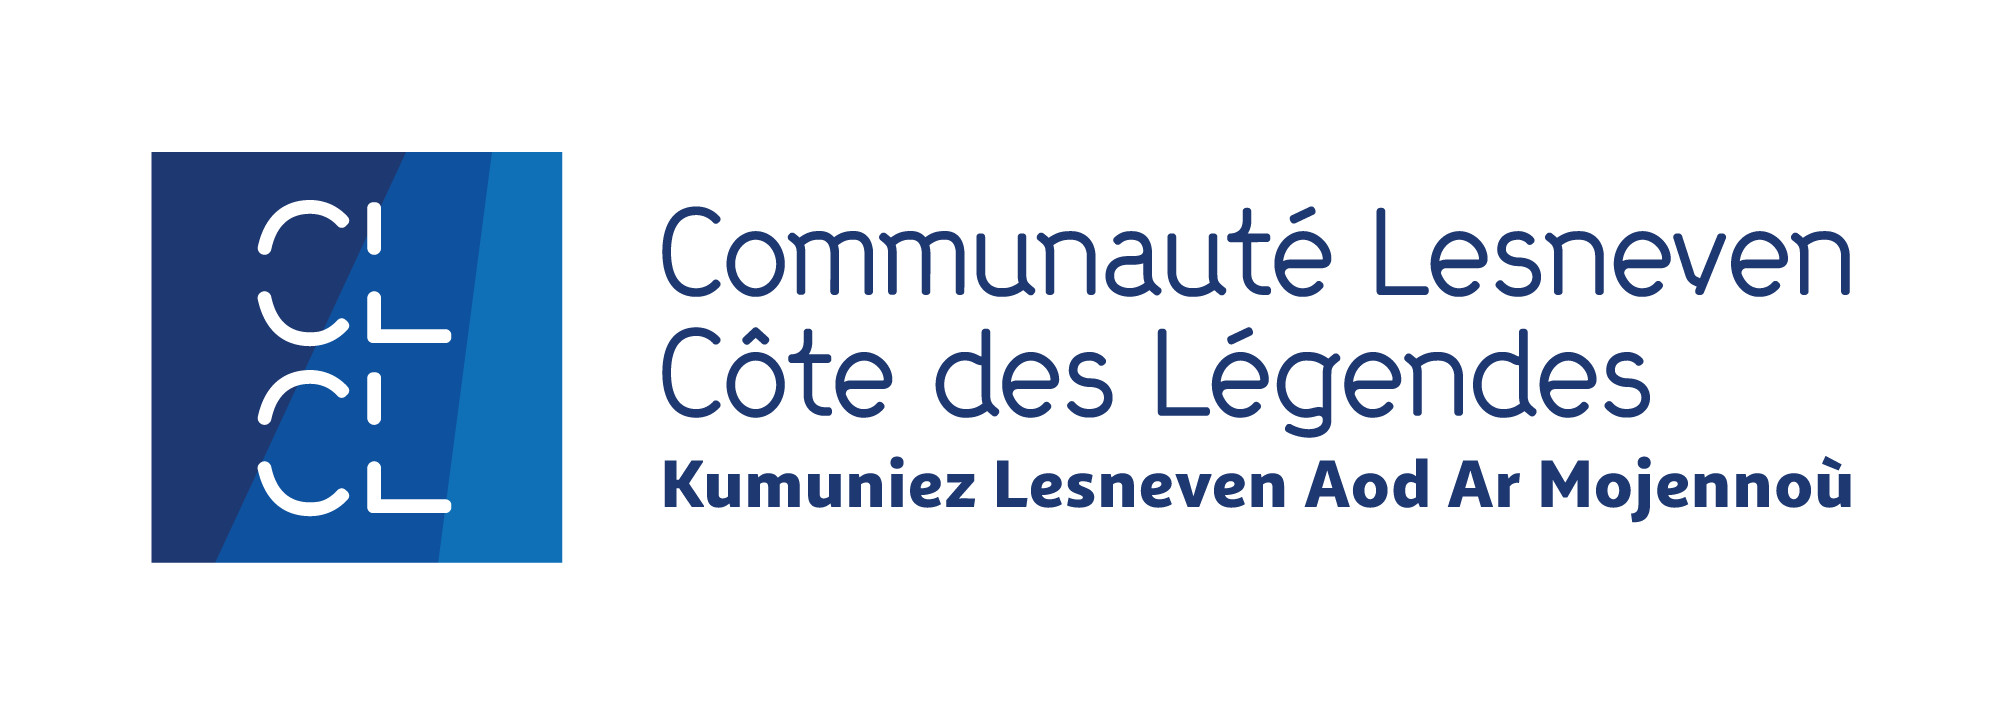 CL
CL
Communauté Lesneven
Côte des Légendes
Kumuniez Lesneven Aod Ar Mojennoù